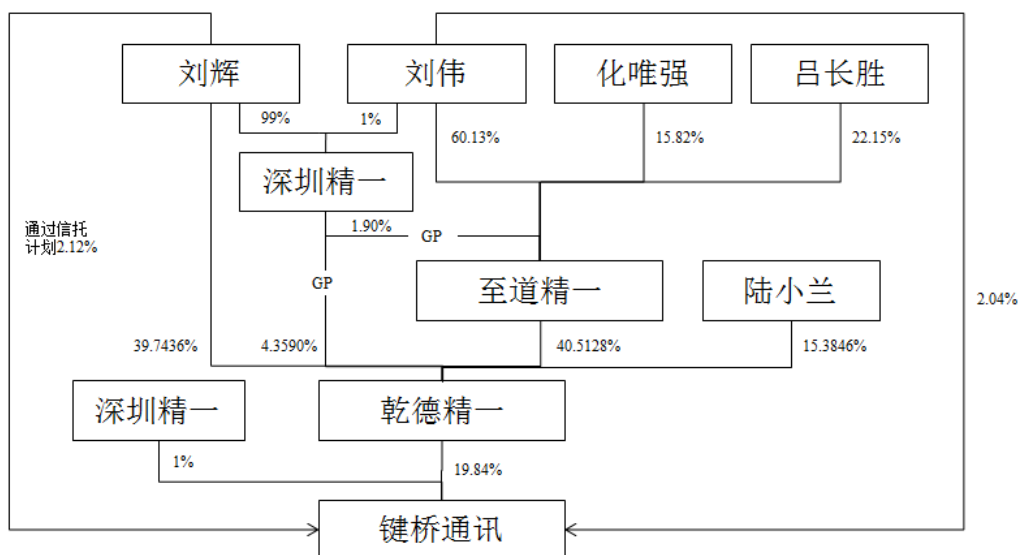 刘辉
刘伟
化唯强
吕长胜
99%
1%
60.13%
15.82%
22.15%
深圳精一
通过信托
计划2.12%
1.90%
GP
GP
至道精一
陆小兰
2.04%
39.7436%
4.3590%
40.5128%
15.3846%
深圳精一
乾德精一
1%
19.84%
键桥通讯